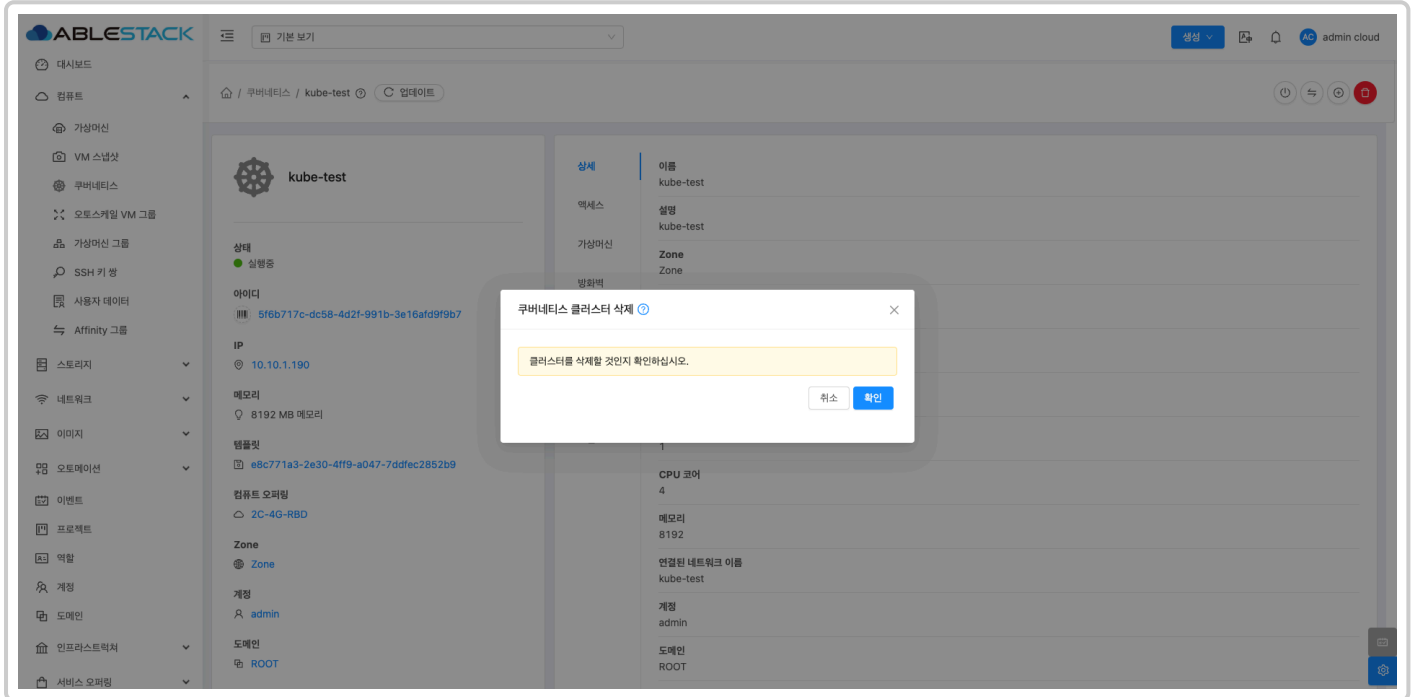 ABLESTACK
기본 보기
생성
AC
admin cloud
대시보드
컴퓨트
가상머신
VM 스냅샷
쿠버네티스
오토스케일 VM 그룹
가상머신 그룹
SSH 키 쌍
사용자 데이터
Affinity 그룹
스토리지
네트워크
이미지
오토메이션
이벤트
프로젝트
역할
계정
도메인
인프라스트럭쳐
서비스 오퍼링
/ 쿠버네티스 / kube-test
업데이트
kube-test
상태
실행중
아이디
5f6b717c-dc58-4d2f-991b-3e16afd9f9b7
IP
10.10.1.190
메모리
8192 MB 메모리
템플릿
e8c771a3-2e30-4ff9-a047-7ddfec2852b9
컴퓨트 오퍼링
2C-4G-RBD
Zone
Zone
계정
admin
도메인
ROOT
상세
액세스
가상머신
방화벽
이름
kube-test
설명
kube-test
Zone
Zone
쿠버네티스 클러스터 삭제
클러스터를 삭제할 것인지 확인하십시오.
취소
확인
1
CPU 코어
4
메모리
8192
연결된 네트워크 이름
kube-test
계정
admin
도메인
ROOT